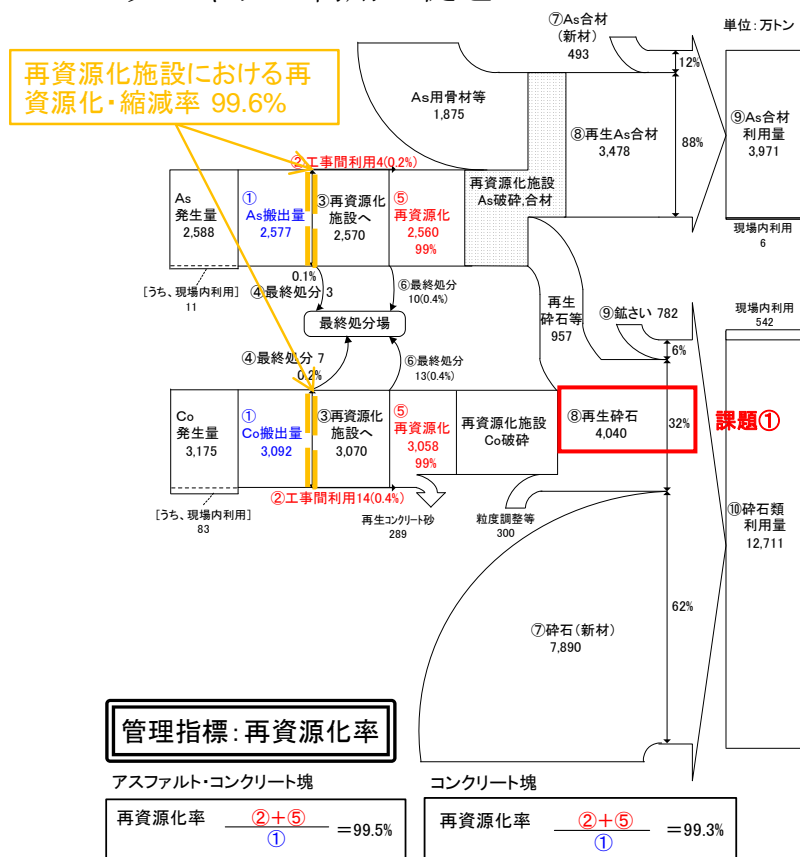 単位：万トン
⑦As合材
（新材）
493
12%
再資源化施設における再
資源化・縮減率 99.6%
As用骨材等
1,875
⑧再生As合材
3,478
88%
⑨As合材
利用量
3,971
②工事間利用4(0.2%)
再資源化施設
As破砕,合材
As
発生量
2,588
①
As搬出量
2,577
③再資源化
施設へ
2,570
⑤
再資源化
2,560
99%
現場内利用
6
0.1%
[うち、現場内利用]
11
④最終処分 3
⑥最終処分
10(0.4%)
最終処分場
再生
砕石等
957
⑨鉱さい 782
6%
現場内利用
542
④最終処分 7
0.2%
⑥最終処分
13(0.4%)
Co
発生量
3,175
①
Co搬出量
3,092
③再資源化
施設へ
3,070
⑤
再資源化
3,058
99%
再資源化施設
Co破砕
⑧再生砕石
4,040
32%
課題①
②工事間利用14(0.4%)
[うち、現場内利用]
83
再生コンクリート砂
289
粒度調整等
300
⑩砕石類
利用量
12,711
62%
⑦砕石（新材）
7,890
管理指標：再資源化率
アスファルト・コンクリート塊
再資源化率 ②＋⑤
① ＝99.5%
コンクリート塊
再資源化率 ②＋⑤
① ＝99.3%